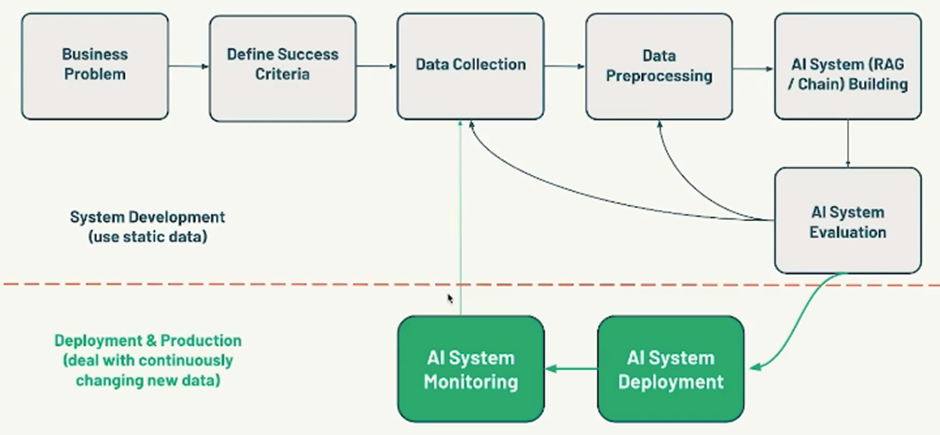 Business
Problem
Define Success
Criteria
Data Collection
Data
Preprocessing
AI System (RAG
/ Chain) Building
AI System
Evaluation
System Development
(use static data)
Deployment & Production
(deal with continuously
changing new data)
AI System
Monitoring
AI System
Deployment